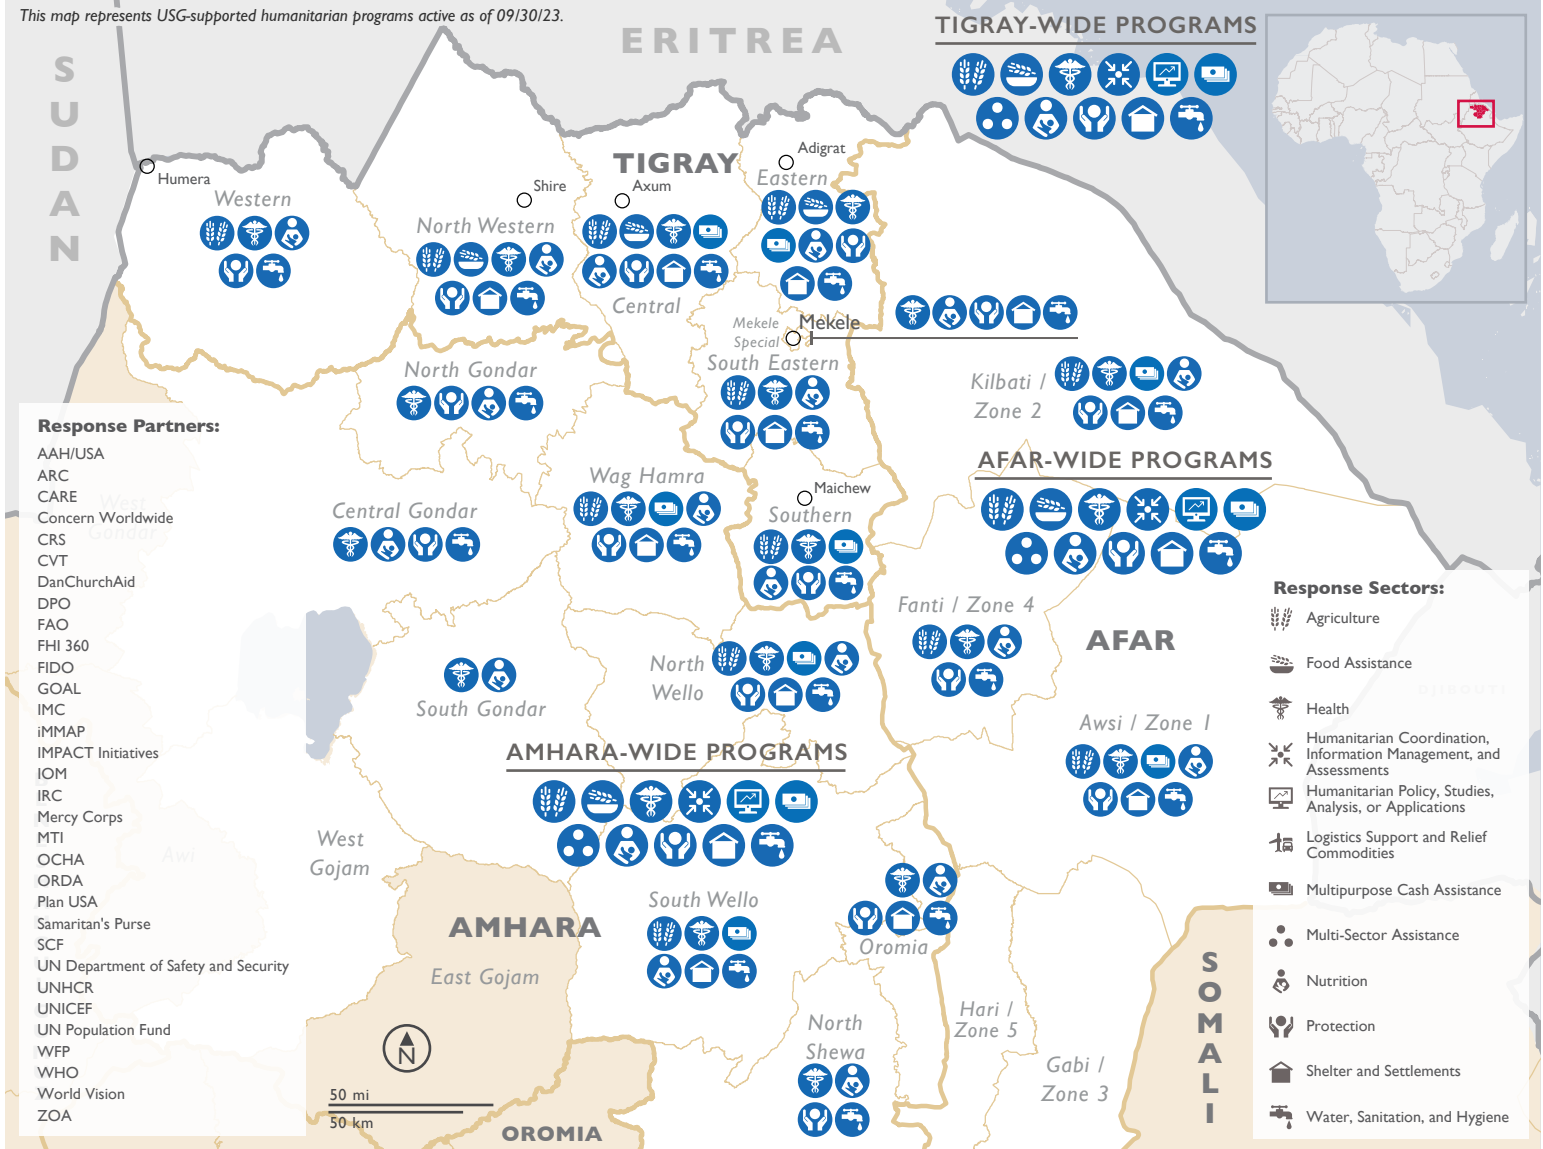 This map represents USG-supported humanitarian programs active as of 09/30/23.
SUDAN
ERITREA
TIGRAY-WIDE PROGRAMS
Humera
Western
TIGRAY
Shire
North Western
Axum
Central
Adigrat
Eastern
Mekele
Special
Mekele
South Eastern
North Gondar
Kilbati /
Zone 2
AFAR-WIDE PROGRAMS
Wag Hamra
Central Gondar
Maichew
Southern
Fanti / Zone 4
AFAR
South Gondar
North
Wello
Awsi / Zone 1
AMHARA-WIDE PROGRAMS
West
Gojam
AMHARA
East Gojam
South Wello
Oromia
North
Shewa
Hari /
Zone 5
Gabi /
Zone 3
SOMALI
OROMIA
West
Gondar
Awi
DJIBOUTI
N
50 mi
50 km
Response Partners:
AAH/USA
ARC
CARE
Concern Worldwide
CRS
CVT
DanChurchAid
DPO
FAO
FHI 360
FIDO
GOAL
IMC
iMMAP
IMPACT Initiatives
IOM
IRC
Mercy Corps
MTI
OCHA
ORDA
Plan USA
Samaritan's Purse
SCF
UN Department of Safety and Security
UNHCR
UNICEF
UN Population Fund
WFP
WHO
World Vision
ZOA
Response Sectors:
Agriculture
Food Assistance
Health
Humanitarian Coordination,
Information Management, and
Assessments
Humanitarian Policy, Studies,
Analysis, or Applications
Logistics Support and Relief
Commodities
Multipurpose Cash Assistance
Multi-Sector Assistance
Nutrition
Protection
Shelter and Settlements
Water, Sanitation, and Hygiene